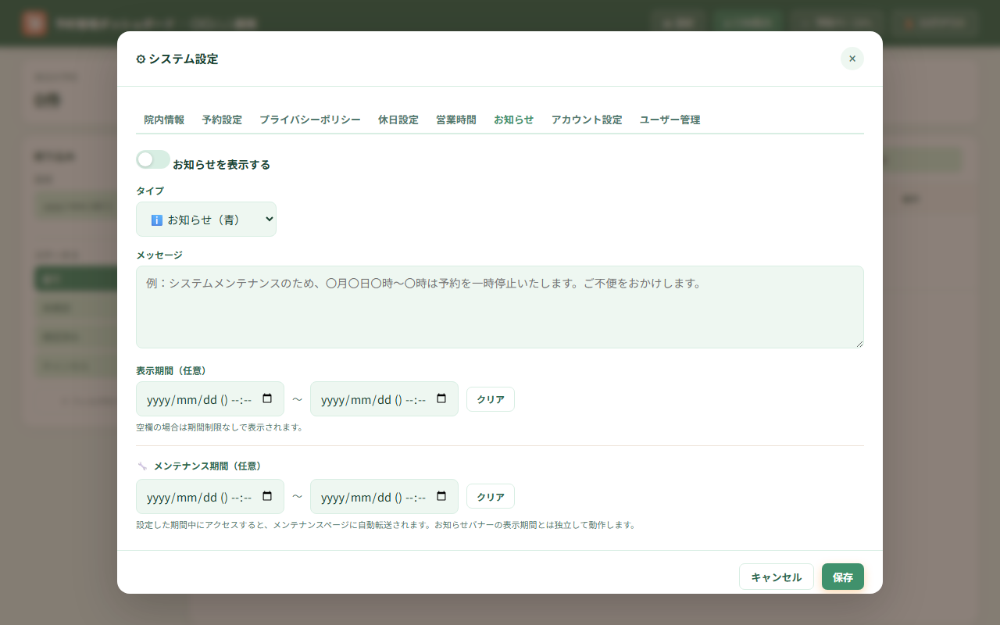 ⚙ システム設定
×
院内情報 予約設定 プライバシーポリシー 休日設定 営業時間 お知らせ アカウント設定 ユーザー管理
お知らせを表示する
タイプ
ℹ️ お知らせ（青）
メッセージ
例：システムメンテナンスのため、〇月〇日〇時～〇時は予約を一時停止いたします。ご不便をおかけします。
表示期間（任意）
yyyy/mm/dd () --:-- ～ yyyy/mm/dd () --:-- クリア
空欄の場合は期間制限なしで表示されます。
🔧 メンテナンス期間（任意）
yyyy/mm/dd () --:-- ～ yyyy/mm/dd () --:-- クリア
設定した期間中にアクセスすると、メンテナンスページに自動転送されます。お知らせバナーの表示期間とは独立して動作します。
キャンセル 保存